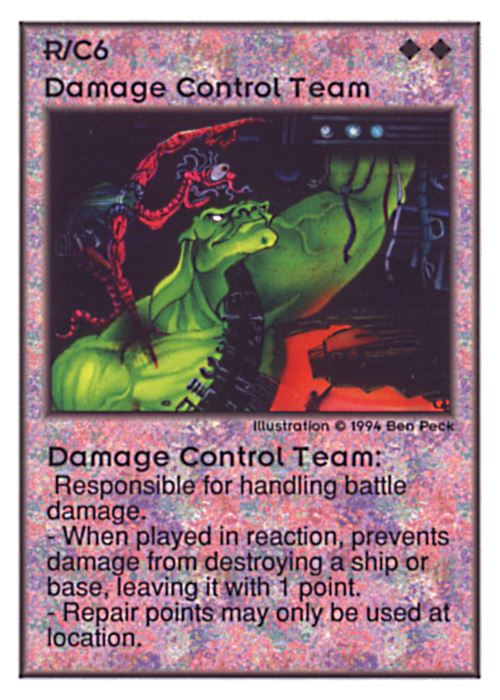 R/C6
Damage Control Team
Illustration © 1994 Ben Peck
Damage Control Team:
Responsible for handling battle
damage.
- When played in reaction, prevents
damage from destroying a ship or
base, leaving it with 1 point.
- Repair points may only be used at
location.